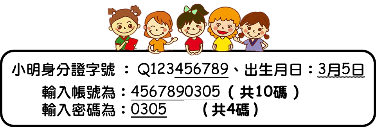 小明身分證字號 : Q123456789、出生月日 : 3月5日
輸入帳號為 : 4567890305 ( 共10碼 )
輸入密碼為 : 0305 ( 共4碼 )